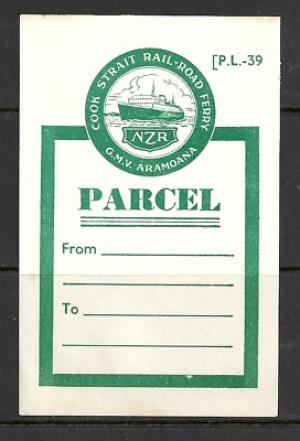 [P.L.-39
COOK STRAIT RAIL-ROAD FERRY
NZR
G.M.V. ARAMOANA
PARCEL
From
To